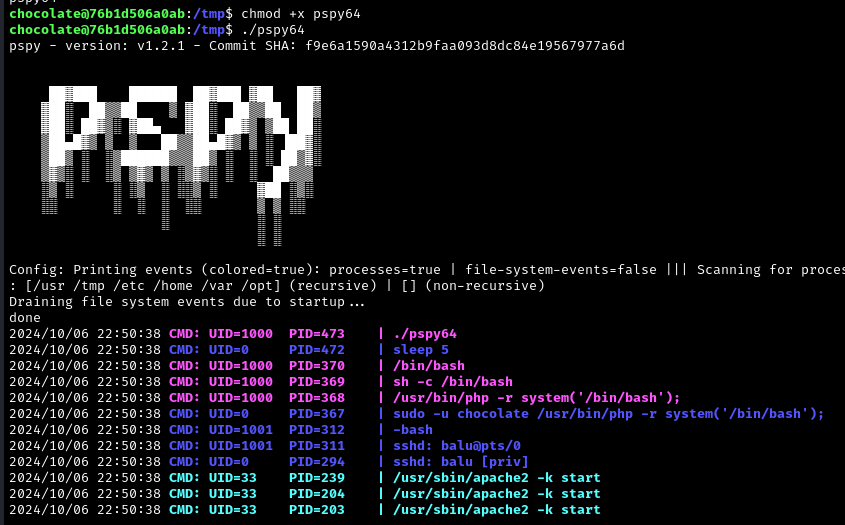 chocolate@76b1d506a0ab:/tmp$ chmod +x pspy64
chocolate@76b1d506a0ab:/tmp$ ./pspy64
pspy - version: v1.2.1 - Commit SHA: f9e6a1590a4312b9faa093d8dc84e19567977a6d
Config: Printing events (colored=true): processes=true | file-system-events=false ||| Scanning for proces
: [/usr /tmp /etc /home /var /opt] (recursive) | [] (non-recursive)
Draining file system events due to startup...
done
2024/10/06 22:50:38 CMD: UID=1000  PID=473    | ./pspy64
2024/10/06 22:50:38 CMD: UID=0     PID=472    | sleep 5
2024/10/06 22:50:38 CMD: UID=1000  PID=370    | /bin/bash
2024/10/06 22:50:38 CMD: UID=1000  PID=369    | sh -c /bin/bash
2024/10/06 22:50:38 CMD: UID=1000  PID=368    | /usr/bin/php -r system('/bin/bash');
2024/10/06 22:50:38 CMD: UID=0     PID=367    | sudo -u chocolate /usr/bin/php -r system('/bin/bash');
2024/10/06 22:50:38 CMD: UID=1001  PID=312    | -bash
2024/10/06 22:50:38 CMD: UID=1001  PID=311    | sshd: balu@pts/0
2024/10/06 22:50:38 CMD: UID=0     PID=294    | sshd: balu [priv]
2024/10/06 22:50:38 CMD: UID=33    PID=239    | /usr/sbin/apache2 -k start
2024/10/06 22:50:38 CMD: UID=33    PID=204    | /usr/sbin/apache2 -k start
2024/10/06 22:50:38 CMD: UID=33    PID=203    | /usr/sbin/apache2 -k start